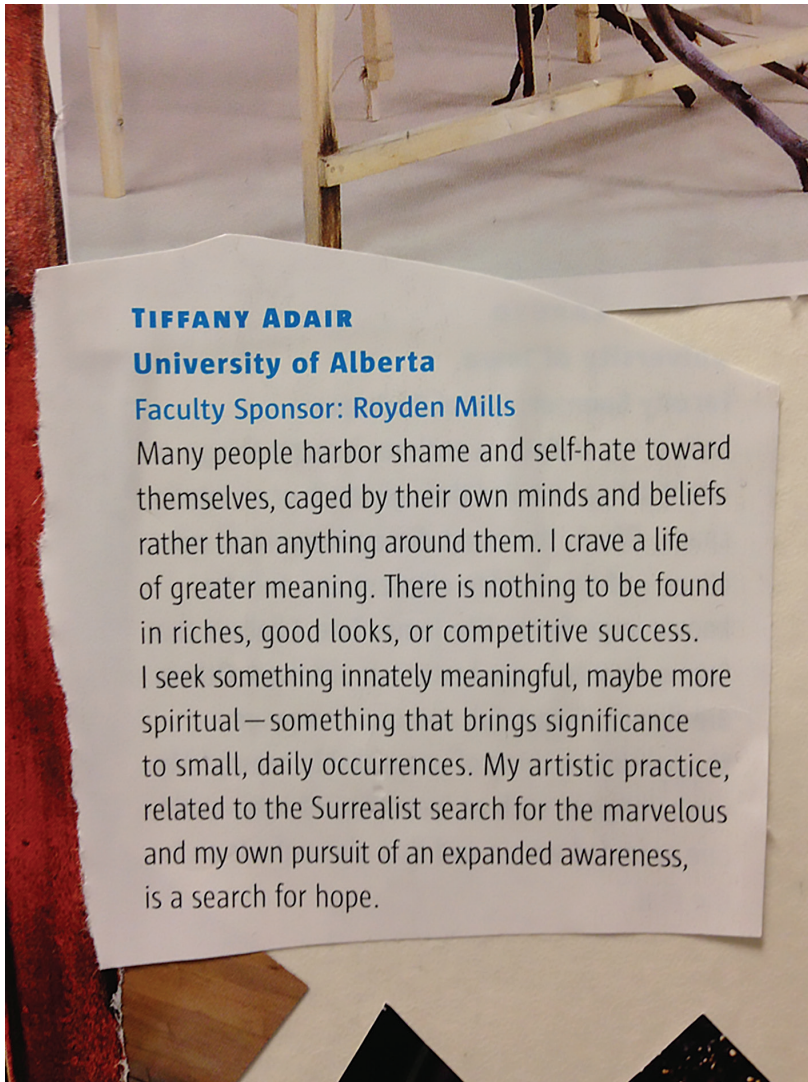 TIFFANY ADAIR
University of Alberta
Faculty Sponsor: Royden Mills
Many people harbor shame and self-hate toward
themselves, caged by their own minds and beliefs
rather than anything around them. I crave a life
of greater meaning. There is nothing to be found
in riches, good looks, or competitive success.
I seek something innately meaningful, maybe more
spiritual—something that brings significance
to small, daily occurrences. My artistic practice,
related to the Surrealist search for the marvelous
and my own pursuit of an expanded awareness,
is a search for hope.